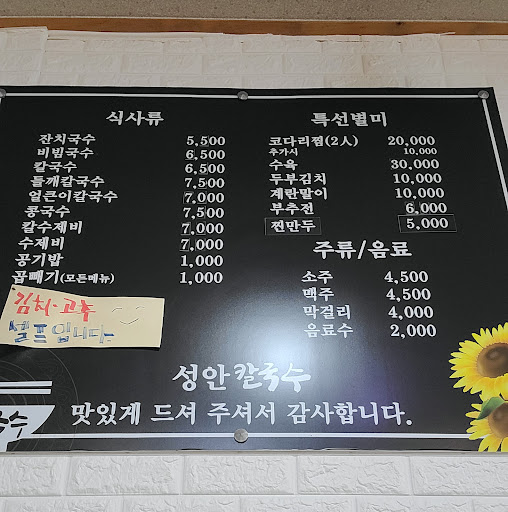 식사류
잔치국수 5,500
비빔국수 6,500
칼국수 6,500
들깨칼국수 7,500
얼큰이칼국수 7,000
콩국수 7,500
칼수제비 7,000
수제비 7,000
공기밥 1,000
곱빼기(모든메뉴) 1,000
김치·고추
셀프입니다-
특선별미
코다리찜(2人) 20,000
추가시 10,000
수육 30,000
두부김치 10,000
계란말이 10,000
부추전 6,000
찐만두 5,000
주류/음료
소주 4,500
맥주 4,500
막걸리 4,000
음료수 2,000
성안칼국수
맛있게 드셔 주셔서 감사합니다.
국수